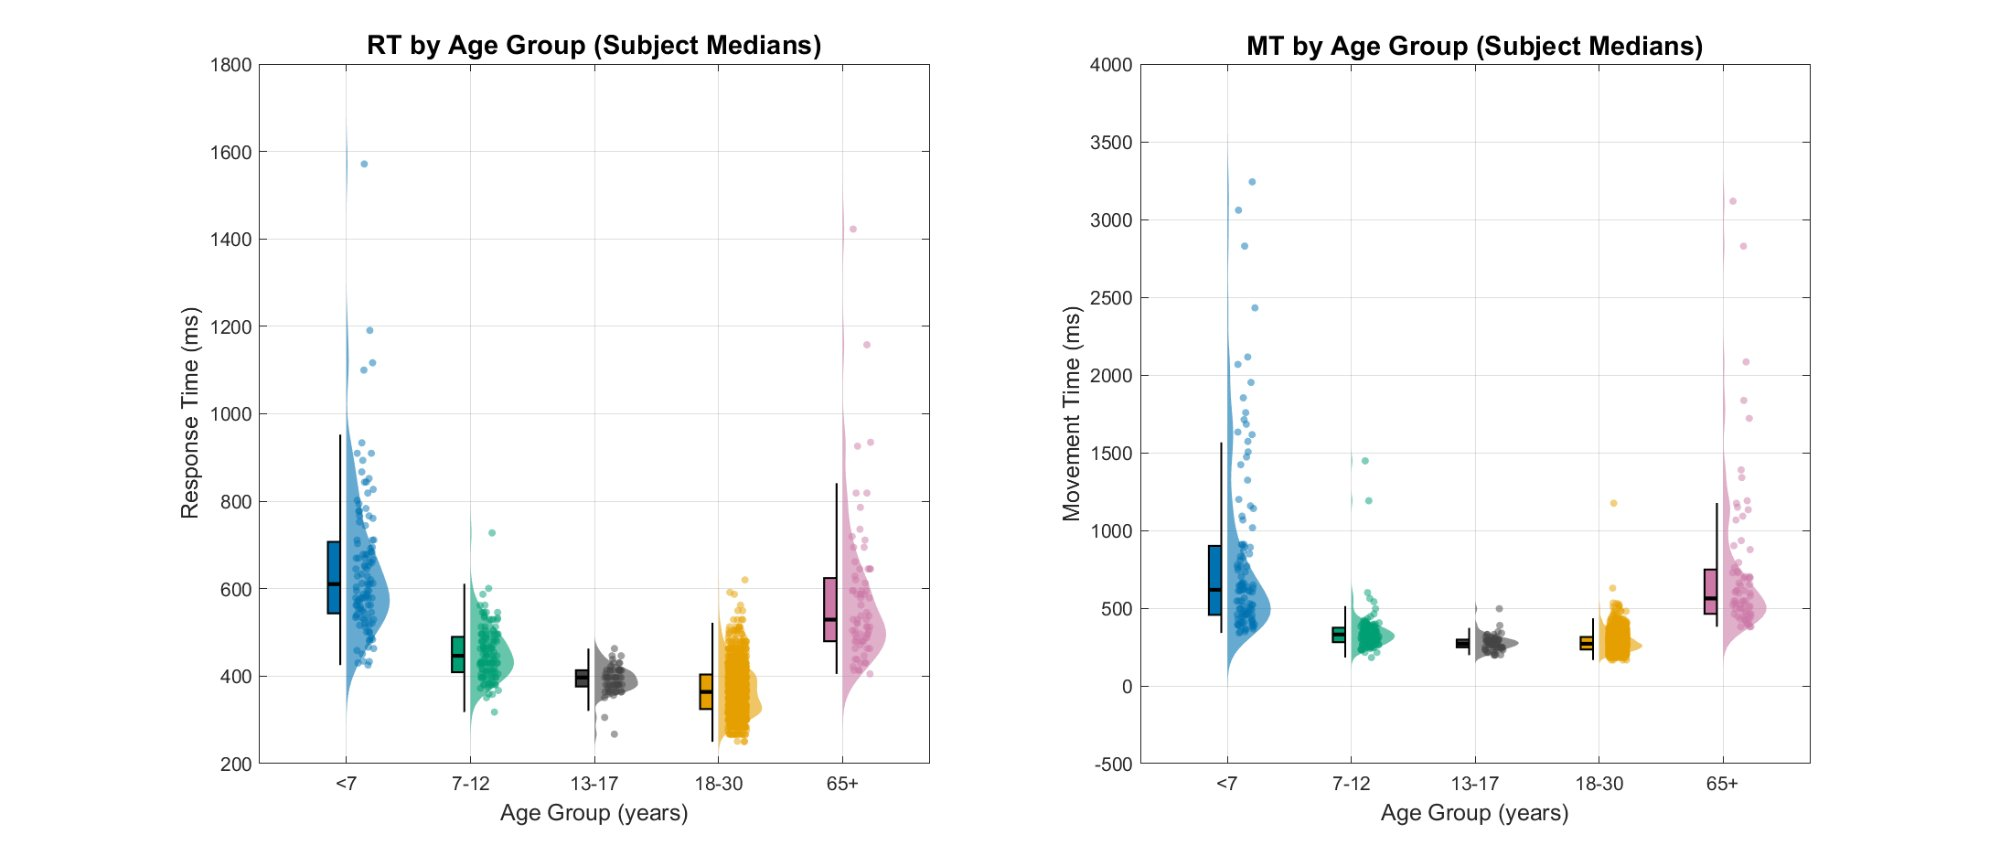 RT by Age Group (Subject Medians)
1800
1600
1400
1200
1000
800
600
400
200
Response Time (ms)
<7 7-12 13-17 18-30 65+
Age Group (years)
MT by Age Group (Subject Medians)
4000
3500
3000
2500
2000
1500
1000
500
0
-500
Movement Time (ms)
<7 7-12 13-17 18-30 65+
Age Group (years)